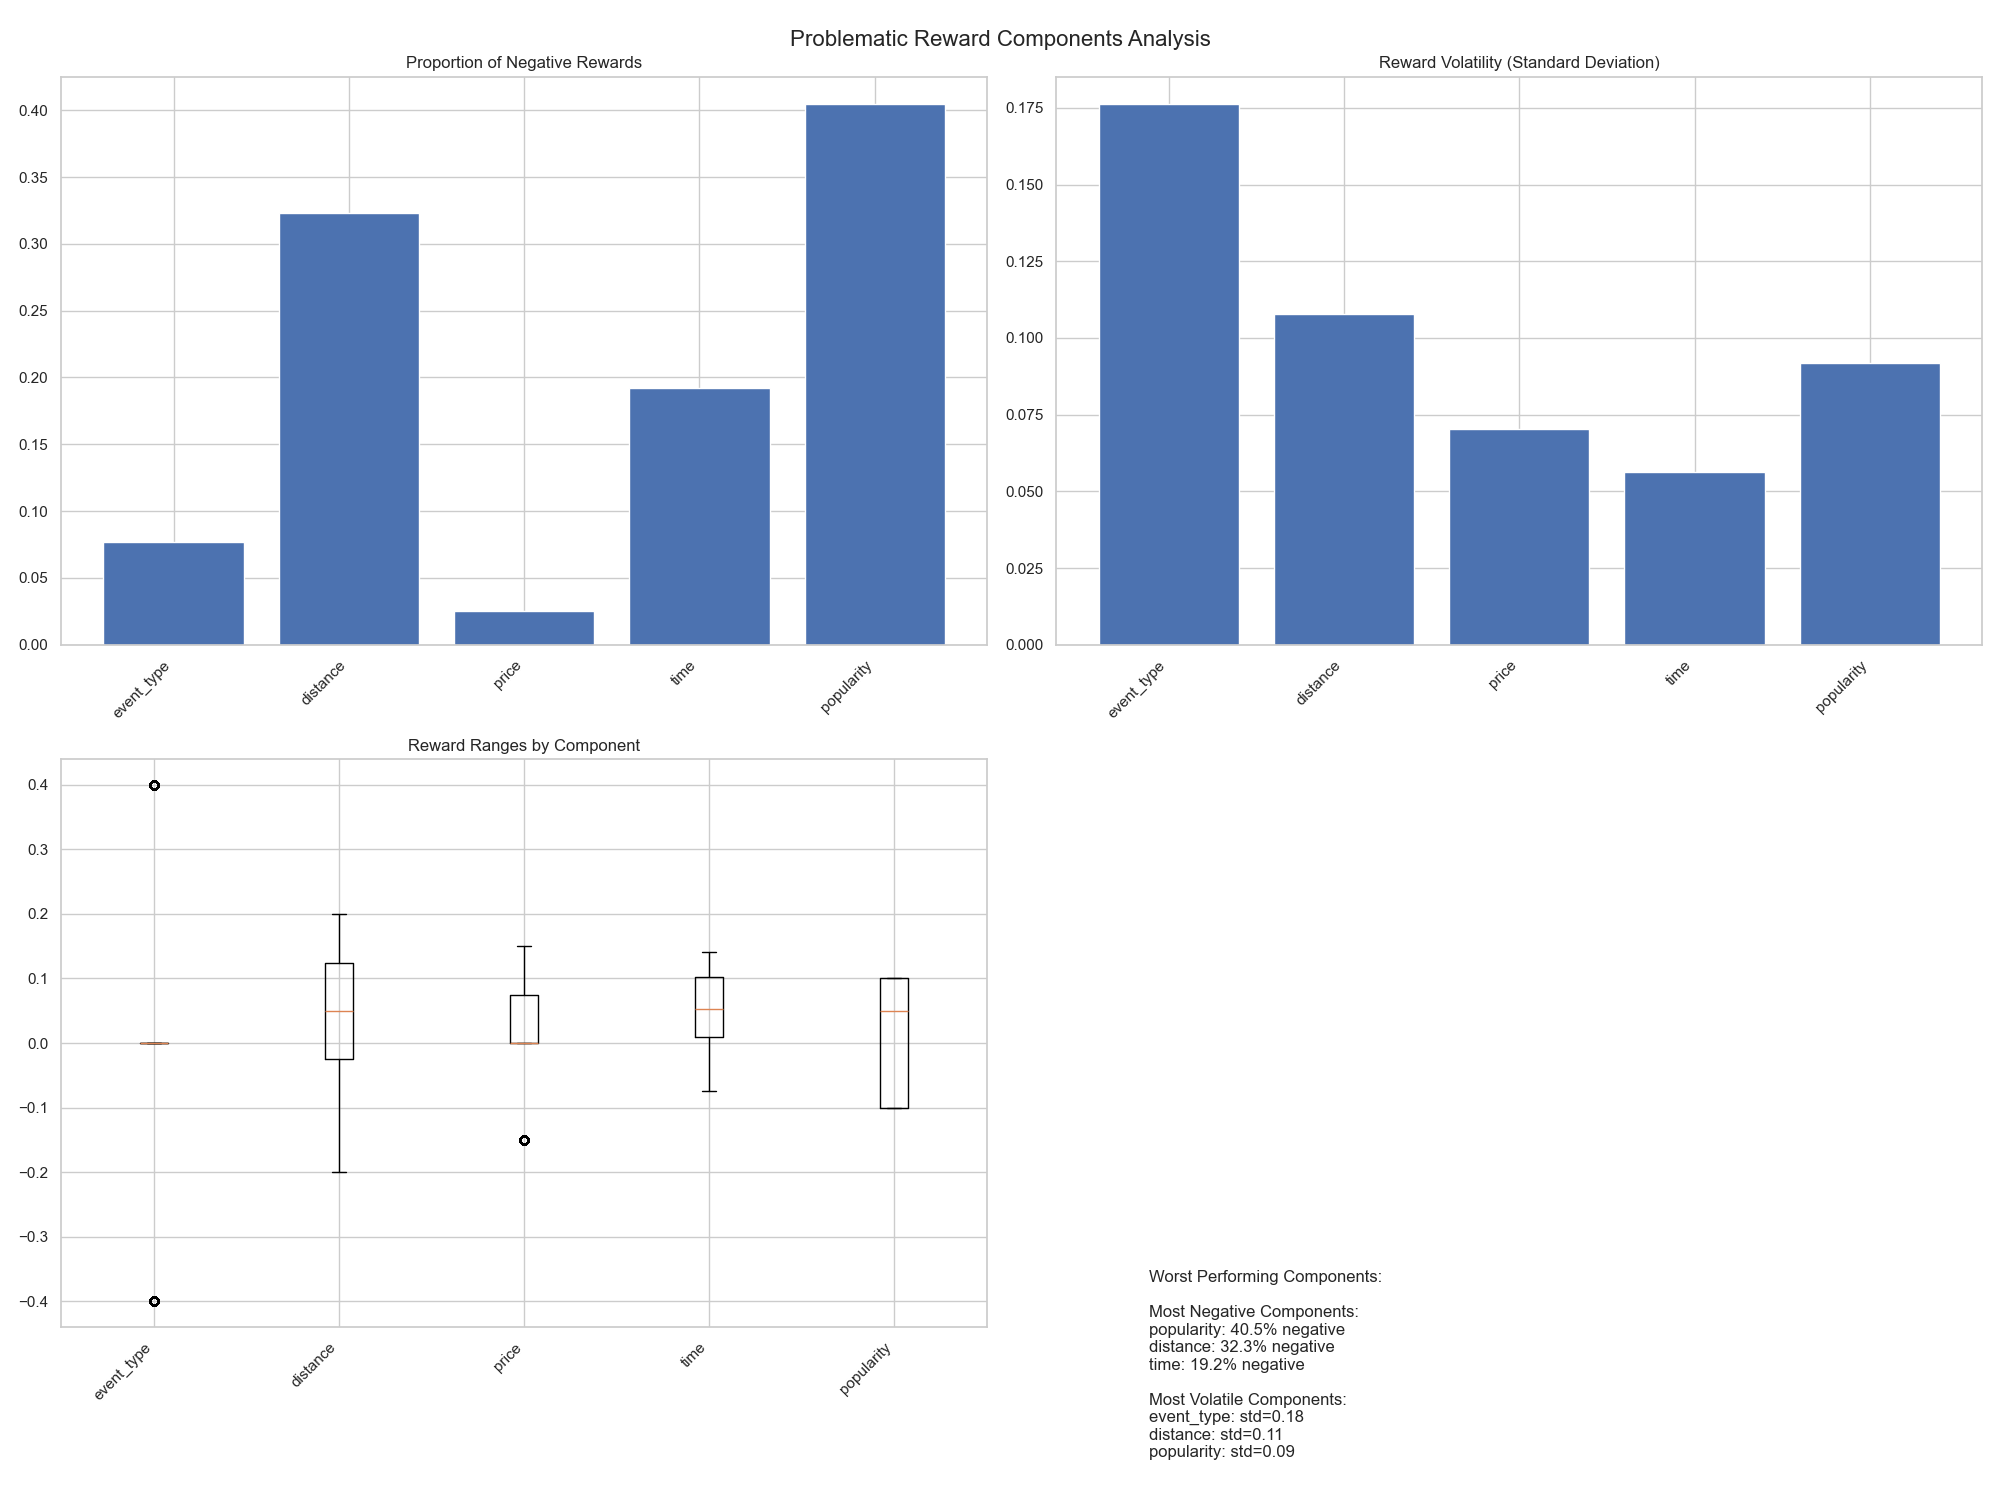 Problematic Reward Components Analysis
Proportion of Negative Rewards
0.40
0.35
0.30
0.25
0.20
0.15
0.10
0.05
0.00
event_type
distance
price
time
popularity
Reward Volatility (Standard Deviation)
0.175
0.150
0.125
0.100
0.075
0.050
0.025
0.000
event_type
distance
price
time
popularity
Reward Ranges by Component
0.4
0.3
0.2
0.1
0.0
−0.1
−0.2
−0.3
−0.4
event_type
distance
price
time
popularity
Worst Performing Components:
Most Negative Components:
popularity: 40.5% negative
distance: 32.3% negative
time: 19.2% negative
Most Volatile Components:
event_type: std=0.18
distance: std=0.11
popularity: std=0.09